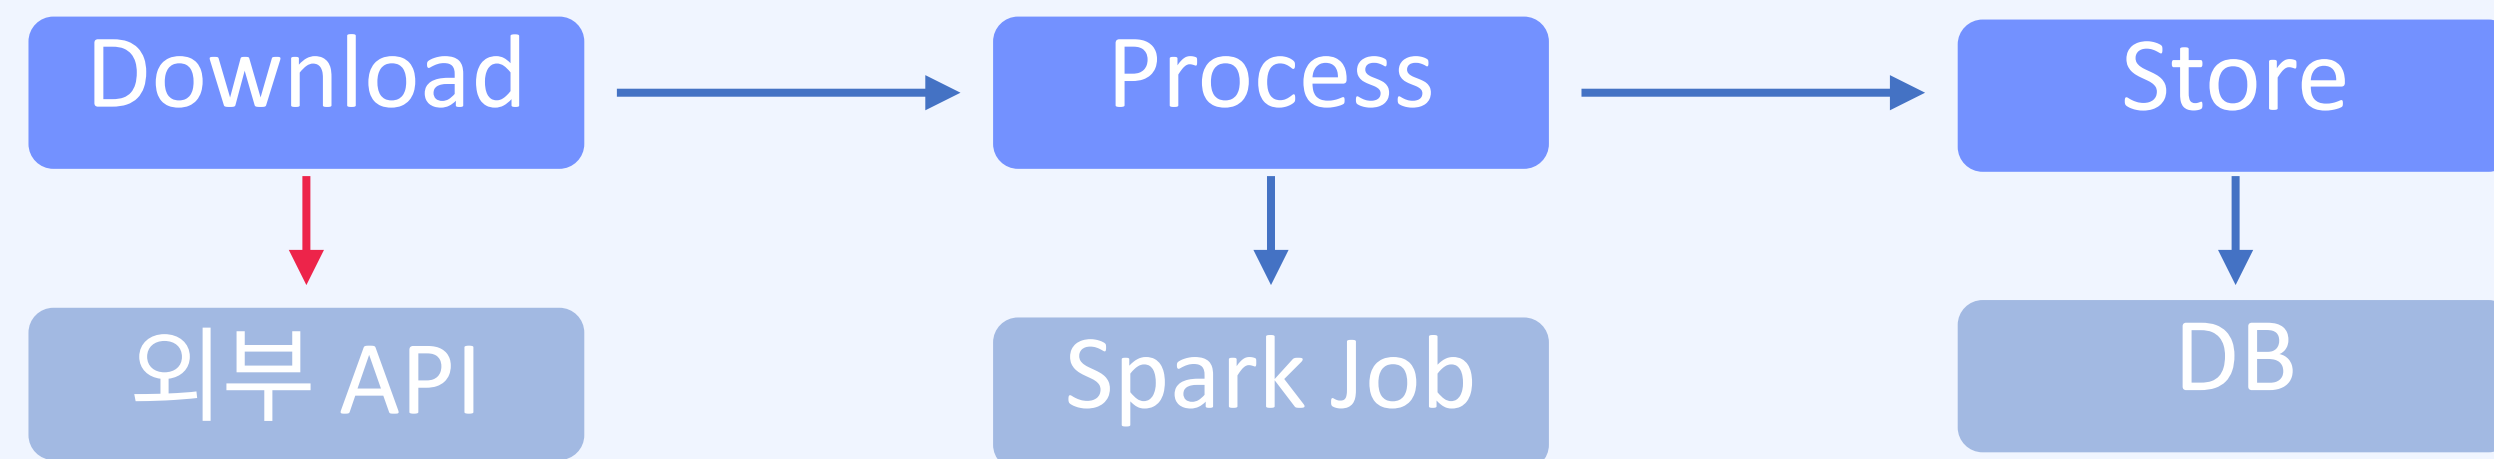 Download
Process
Store
외부 API
Spark Job
DB